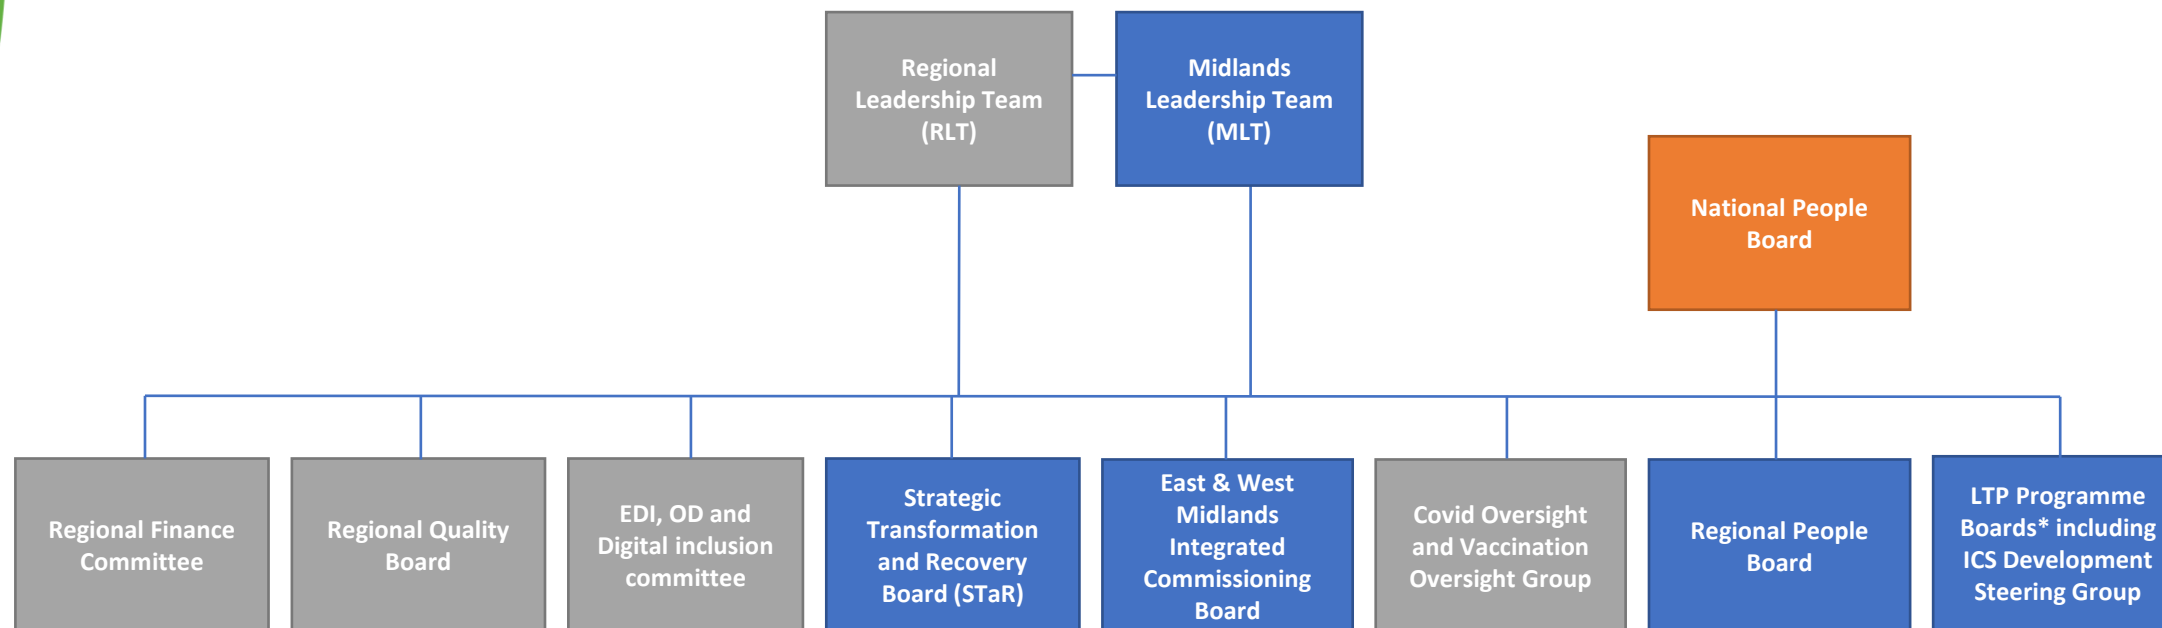 Regional
Leadership Team
(RLT)
Midlands
Leadership Team
(MLT)
National People
Board
Regional Finance
Committee
Regional Quality
Board
EDI, OD and
Digital inclusion
committee
Strategic
Transformation
and Recovery
Board (STaR)
East & West
Midlands
Integrated
Commissioning
Board
Covid Oversight
and Vaccination
Oversight Group
Regional People
Board
LTP Programme
Boards* including
ICS Development
Steering Group